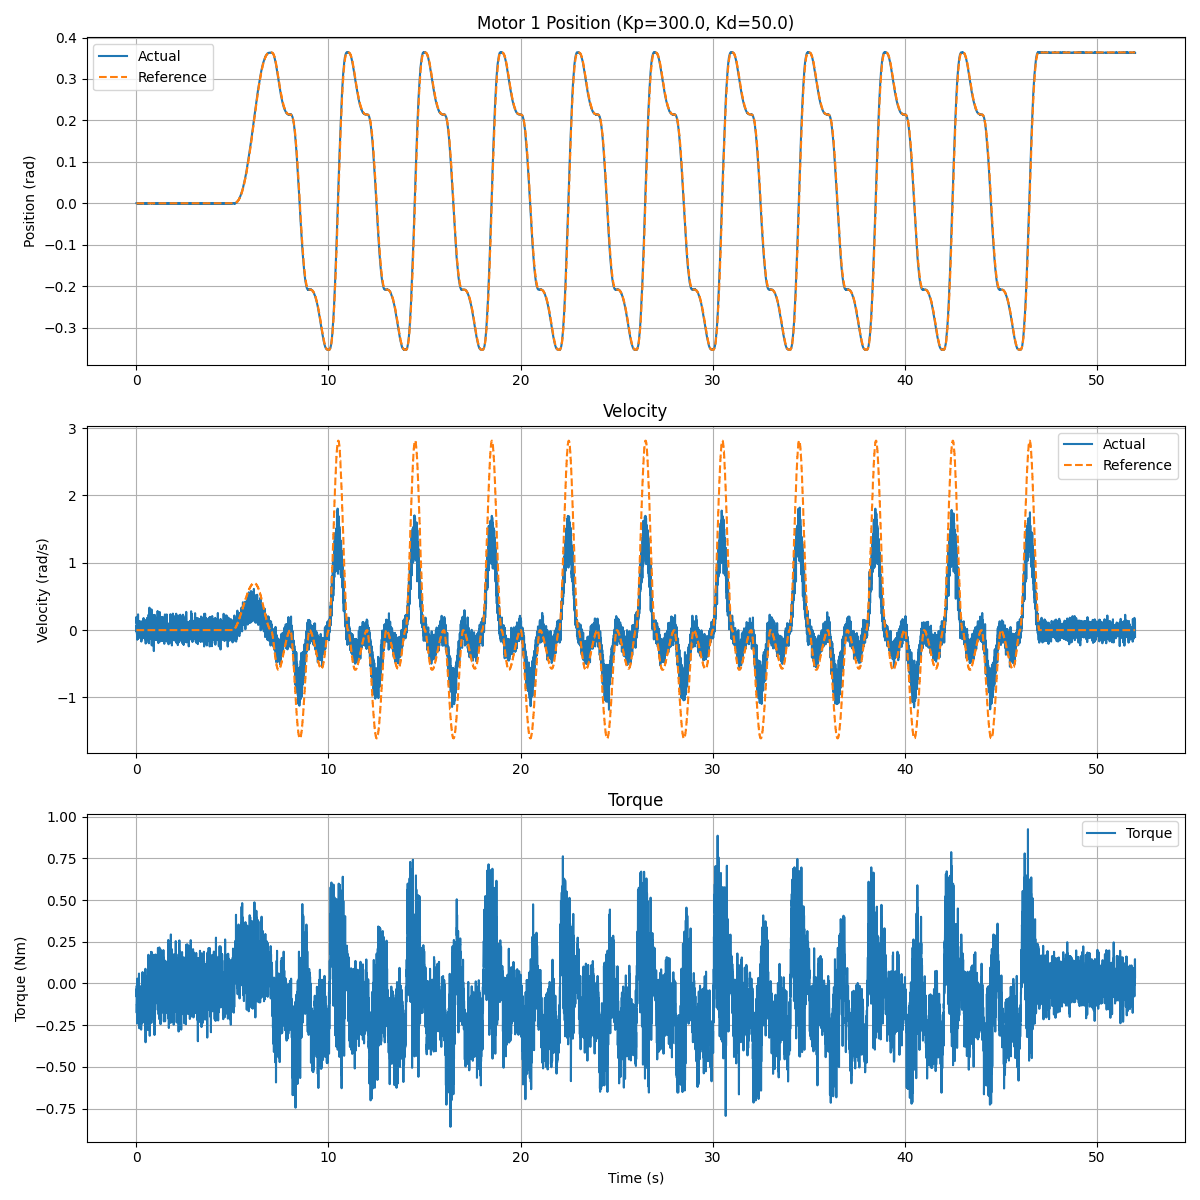 Motor 1 Position (Kp=300.0, Kd=50.0)
Actual
Reference
Position (rad)
0.4
0.3
0.2
0.1
0.0
−0.1
−0.2
−0.3
0 10 20 30 40 50
Velocity
Actual
Reference
Velocity (rad/s)
3
2
1
0
−1
0 10 20 30 40 50
Torque
Torque
Torque (Nm)
1.00
0.75
0.50
0.25
0.00
−0.25
−0.50
−0.75
0 10 20 30 40 50
Time (s)